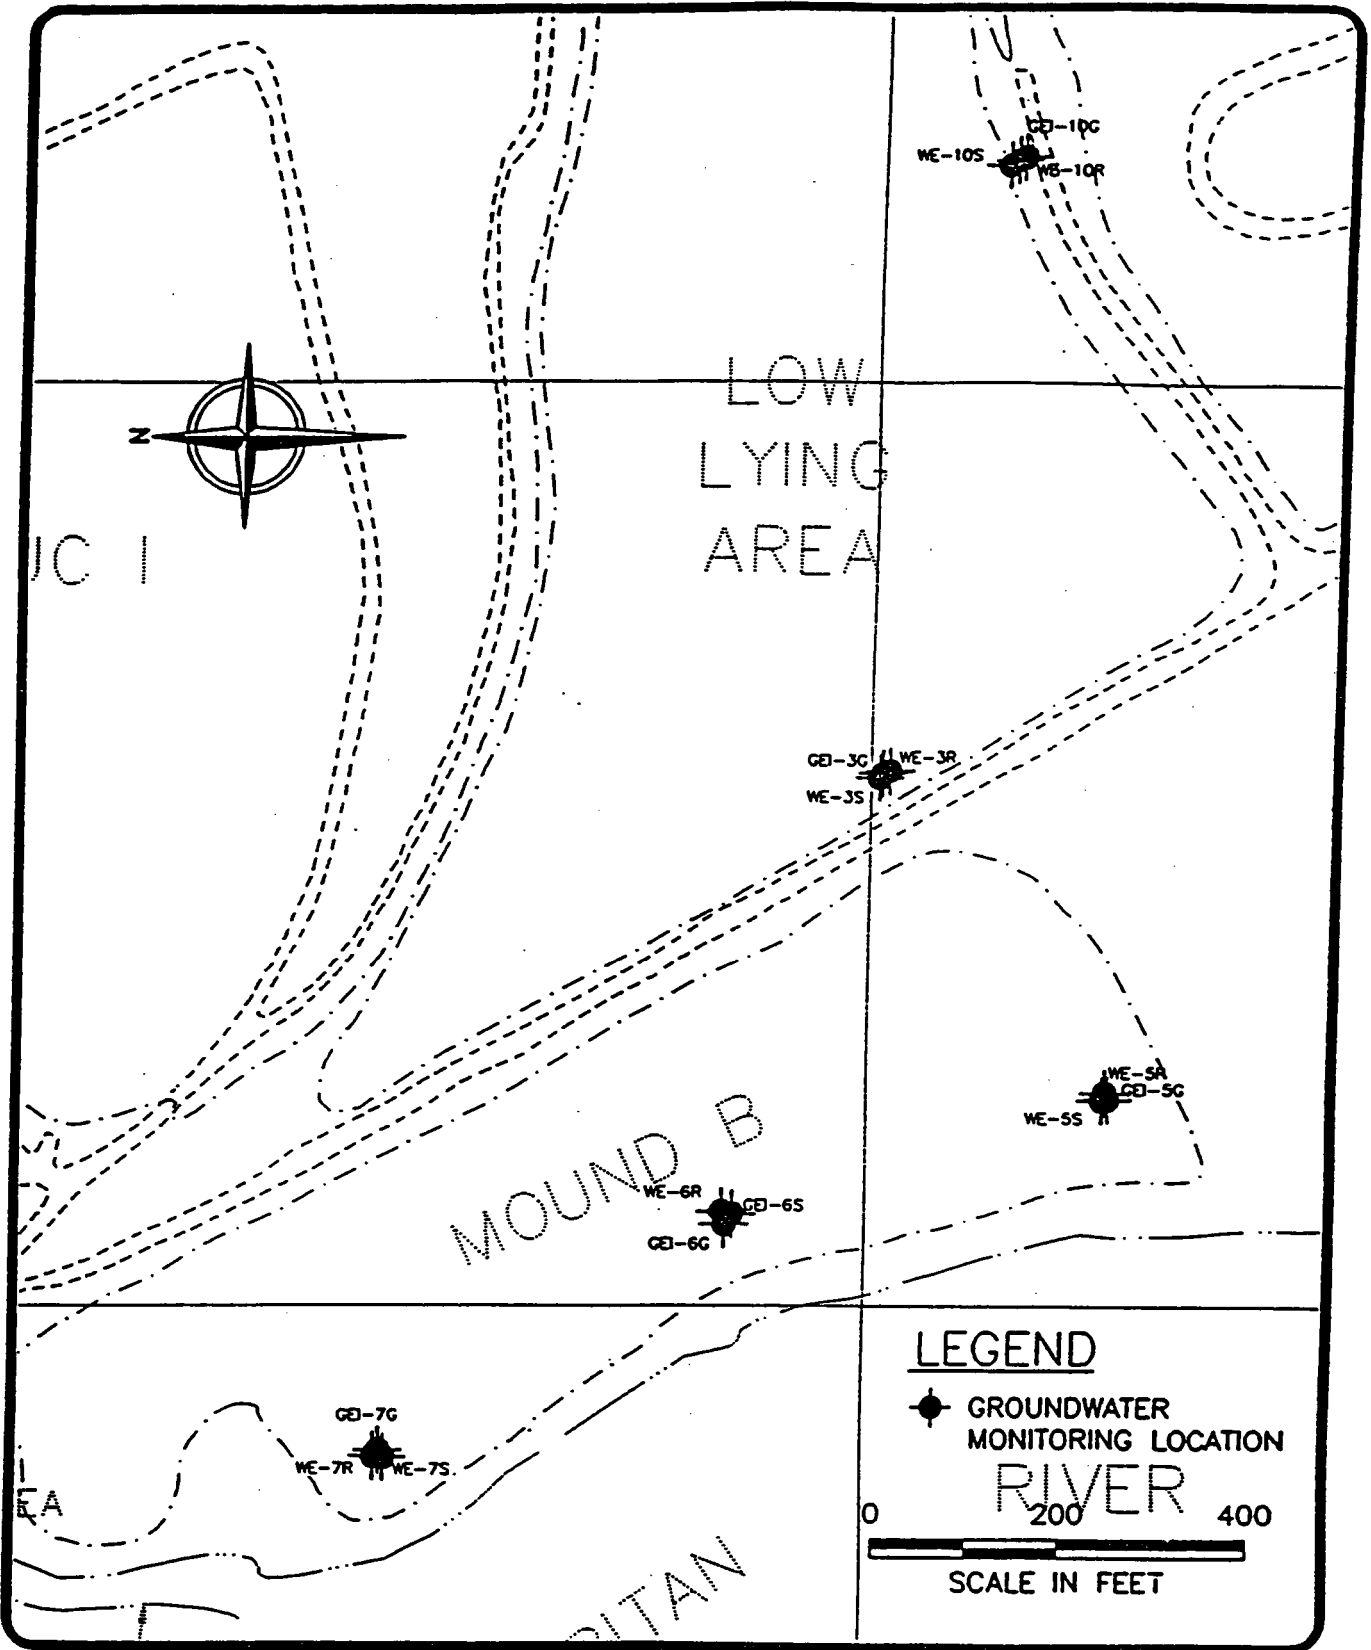 GEI-10G
WE-10S
WE-10R
LOW
LYING
AREA
N
UC I
GEI-3G
WE-3R
WE-3S
WE-5R
GEI-5G
WE-5S
MOUND B
WE-6R
GEI-6S
GEI-6G
LEGEND
GROUNDWATER
MONITORING LOCATION
GEI-7G
WE-7R
WE-7S
EA
RIVER
0 200 400
SCALE IN FEET
RITAN